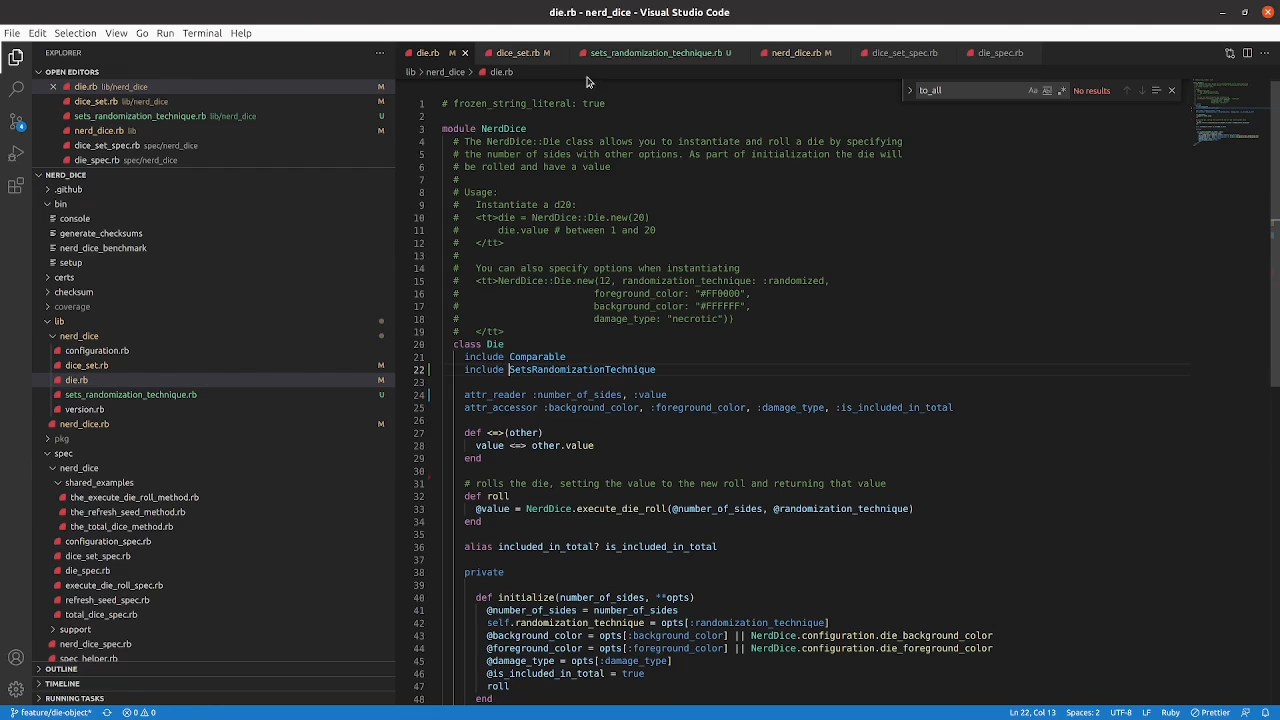 die.rb - nerd_dice - Visual Studio Code
File Edit Selection View Go Run Terminal Help
EXPLORER
OPEN EDITORS
die.rb lib/nerd_dice M
dice_set.rb lib/nerd_dice M
sets_randomization_technique.rb lib/nerd_dice U
nerd_dice.rb lib M
dice_set_spec.rb spec/nerd_dice
die_spec.rb spec/nerd_dice
NERD_DICE
.github
bin
console
generate_checksums
nerd_dice_benchmark
setup
certs
checksum
coverage
lib
nerd_dice
configuration.rb
dice_set.rb M
die.rb M
sets_randomization_technique.rb U
version.rb
nerd_dice.rb M
pkg
spec
nerd_dice
shared_examples
the_execute_die_roll_method.rb
the_refresh_seed_method.rb
the_total_dice_method.rb
configuration_spec.rb
dice_set_spec.rb
die_spec.rb
execute_die_roll_spec.rb
refresh_seed_spec.rb
total_dice_spec.rb
support
nerd_dice_spec.rb
spec_helper.rb
OUTLINE
TIMELINE
RUNNING TASKS
die.rb M dice_set.rb M sets_randomization_technique.rb U nerd_dice.rb M dice_set_spec.rb die_spec.rb
lib > nerd_dice > die.rb
to_all Aa No results
1 # frozen_string_literal: true
2
3 module NerdDice
4 # The NerdDice::Die class allows you to instantiate and roll a die by specifying
5 # the number of sides with other options. As part of initialization the die will
6 # be rolled and have a value
7 #
8 # Usage:
9 # Instantiate a d20:
10 # <tt>die = NerdDice::Die.new(20)
11 # die.value # between 1 and 20
12 # </tt>
13 #
14 # You can also specify options when instantiating
15 # <tt>NerdDice::Die.new(12, randomization_technique: :randomized,
16 # foreground_color: "#FF0000",
17 # background_color: "#FFFFFF",
18 # damage_type: "necrotic"))
19 # </tt>
20 class Die
21 include Comparable
22 include SetsRandomizationTechnique
23
24 attr_reader :number_of_sides, :value
25 attr_accessor :background_color, :foreground_color, :damage_type, :is_included_in_total
26
27 def <=>(other)
28 value <=> other.value
29 end
30
31 # rolls the die, setting the value to the new roll and returning that value
32 def roll
33 @value = NerdDice.execute_die_roll(@number_of_sides, @randomization_technique)
34 end
35
36 alias included_in_total? is_included_in_total
37
38 private
39
40 def initialize(number_of_sides, **opts)
41 @number_of_sides = number_of_sides
42 self.randomization_technique = opts[:randomization_technique]
43 @background_color = opts[:background_color] || NerdDice.configuration.die_background_color
44 @foreground_color = opts[:foreground_color] || NerdDice.configuration.die_foreground_color
45 @damage_type = opts[:damage_type]
46 @is_included_in_total = true
47 roll
48 end
feature/die-object* 0 0 Ln 22, Col 13 Spaces: 2 UTF-8 LF Ruby Prettier